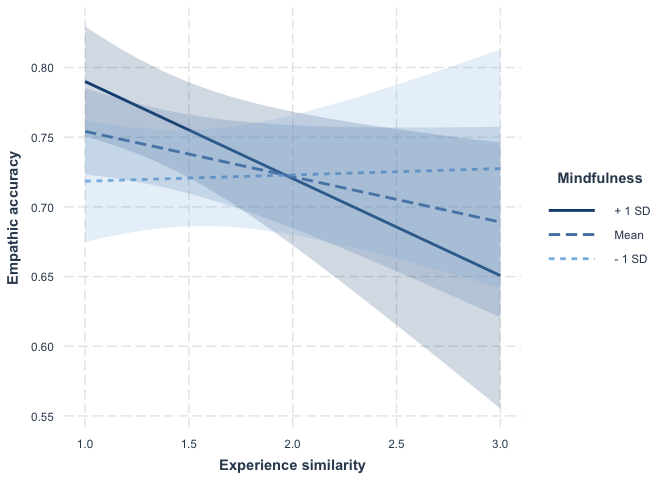 0.80
0.75
0.70
0.65
0.60
0.55
Empathic accuracy
1.0 1.5 2.0 2.5 3.0
Experience similarity
Mindfulness
+ 1 SD
Mean
- 1 SD